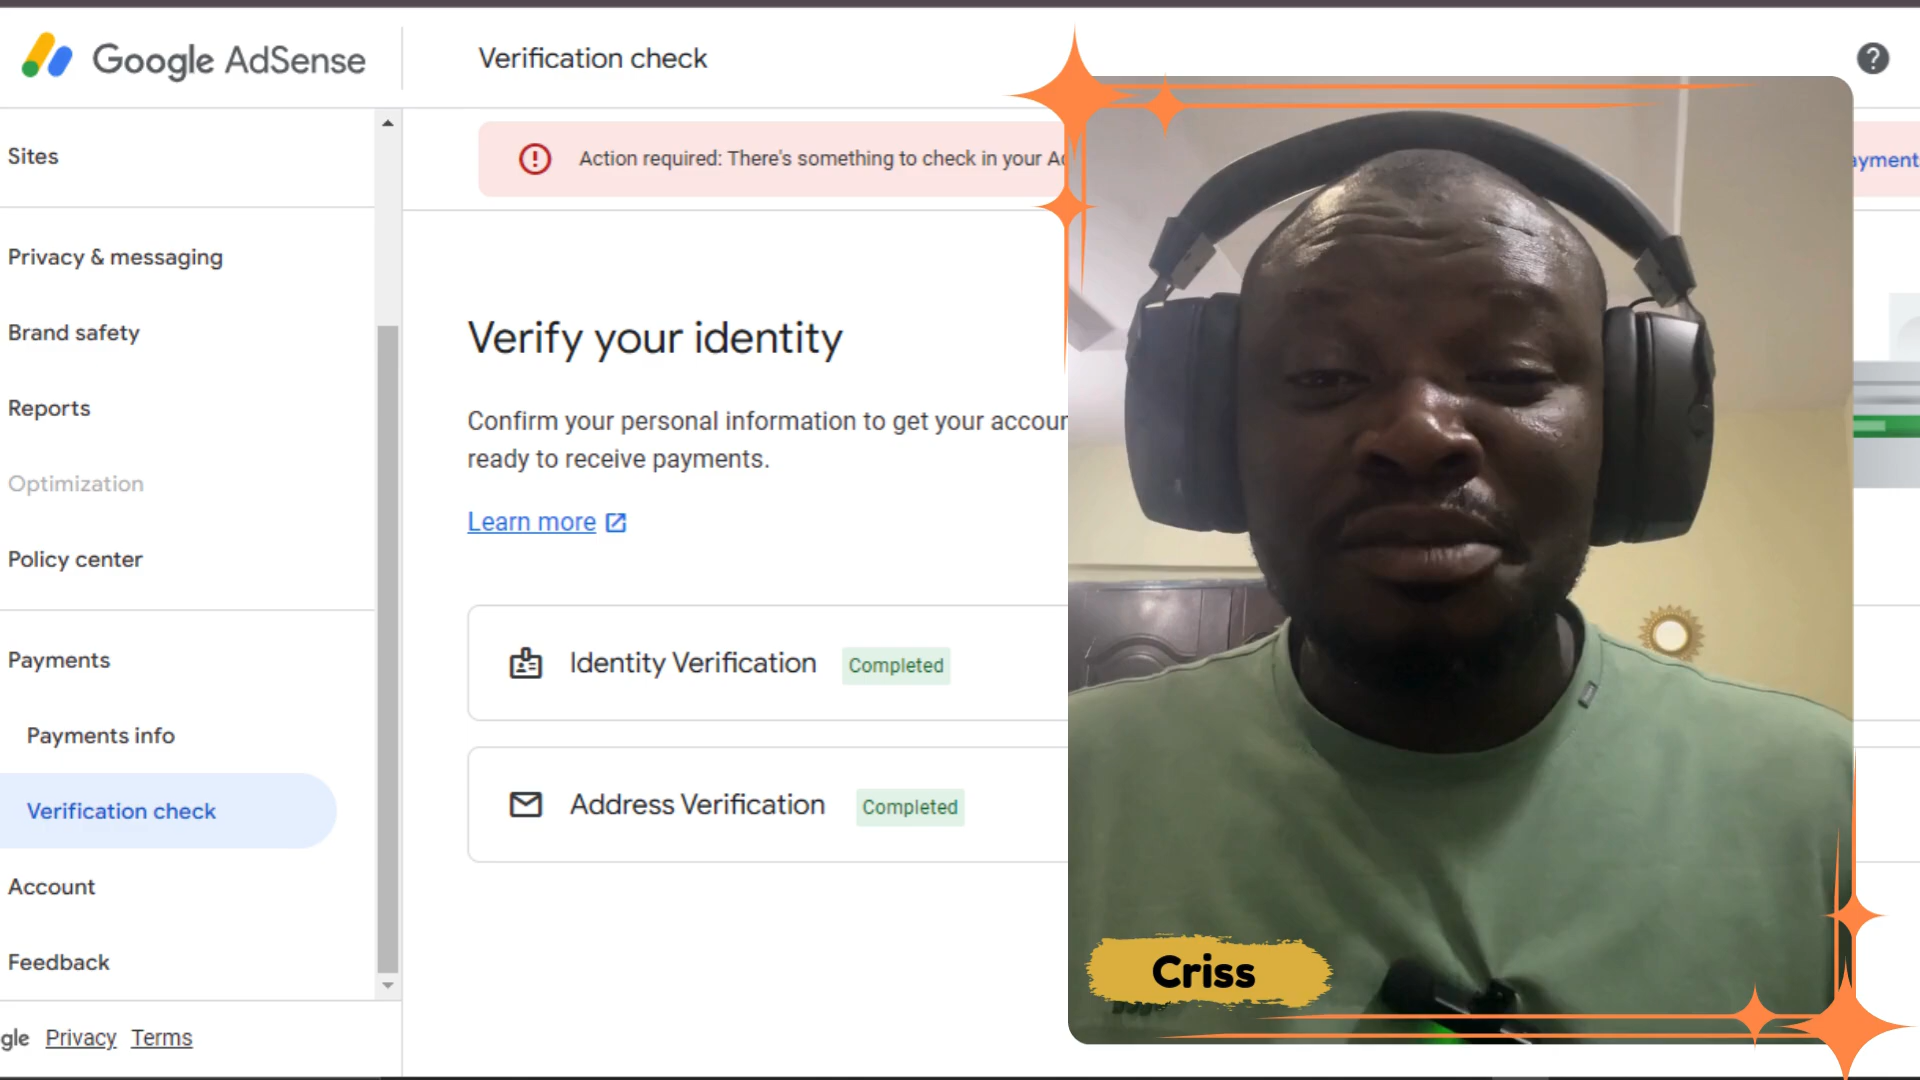 Google AdSense
Verification check
Sites
Privacy & messaging
Brand safety
Reports
Optimization
Policy center
Payments
Payments info
Verification check
Account
Feedback
gle Privacy Terms
Action required: There's something to check in your
ayment
Verify your identity
Confirm your personal information to get your accoun
ready to receive payments.
Learn more
Identity Verification Completed
Address Verification Completed
Criss